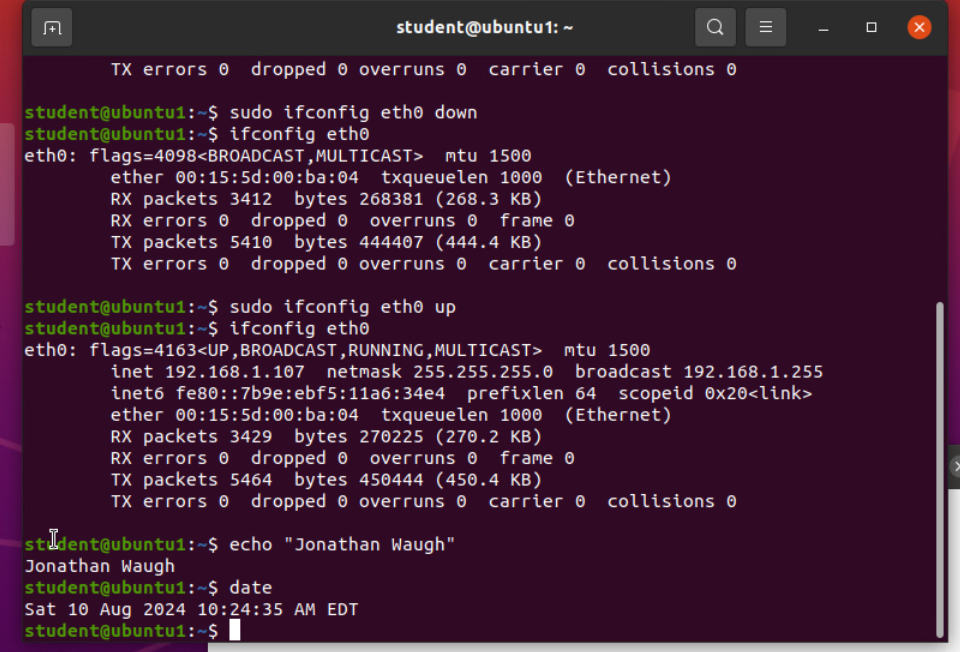 student@ubuntu1: ~
TX errors 0  dropped 0 overruns 0  carrier 0  collisions 0
student@ubuntu1:~$ sudo ifconfig eth0 down
student@ubuntu1:~$ ifconfig eth0
eth0: flags=4098<BROADCAST,MULTICAST>  mtu 1500
ether 00:15:5d:00:ba:04  txqueuelen 1000  (Ethernet)
RX packets 3412  bytes 268381 (268.3 KB)
RX errors 0  dropped 0  overruns 0  frame 0
TX packets 5410  bytes 444407 (444.4 KB)
TX errors 0  dropped 0 overruns 0  carrier 0  collisions 0
student@ubuntu1:~$ sudo ifconfig eth0 up
student@ubuntu1:~$ ifconfig eth0
eth0: flags=4163<UP,BROADCAST,RUNNING,MULTICAST>  mtu 1500
inet 192.168.1.107  netmask 255.255.255.0  broadcast 192.168.1.255
inet6 fe80::7b9e:ebf5:11a6:34e4  prefixlen 64  scopeid 0x20<link>
ether 00:15:5d:00:ba:04  txqueuelen 1000  (Ethernet)
RX packets 3429  bytes 270225 (270.2 KB)
RX errors 0  dropped 0  overruns 0  frame 0
TX packets 5464  bytes 450444 (450.4 KB)
TX errors 0  dropped 0 overruns 0  carrier 0  collisions 0
student@ubuntu1:~$ echo "Jonathan Waugh"
Jonathan Waugh
student@ubuntu1:~$ date
Sat 10 Aug 2024 10:24:35 AM EDT
student@ubuntu1:~$